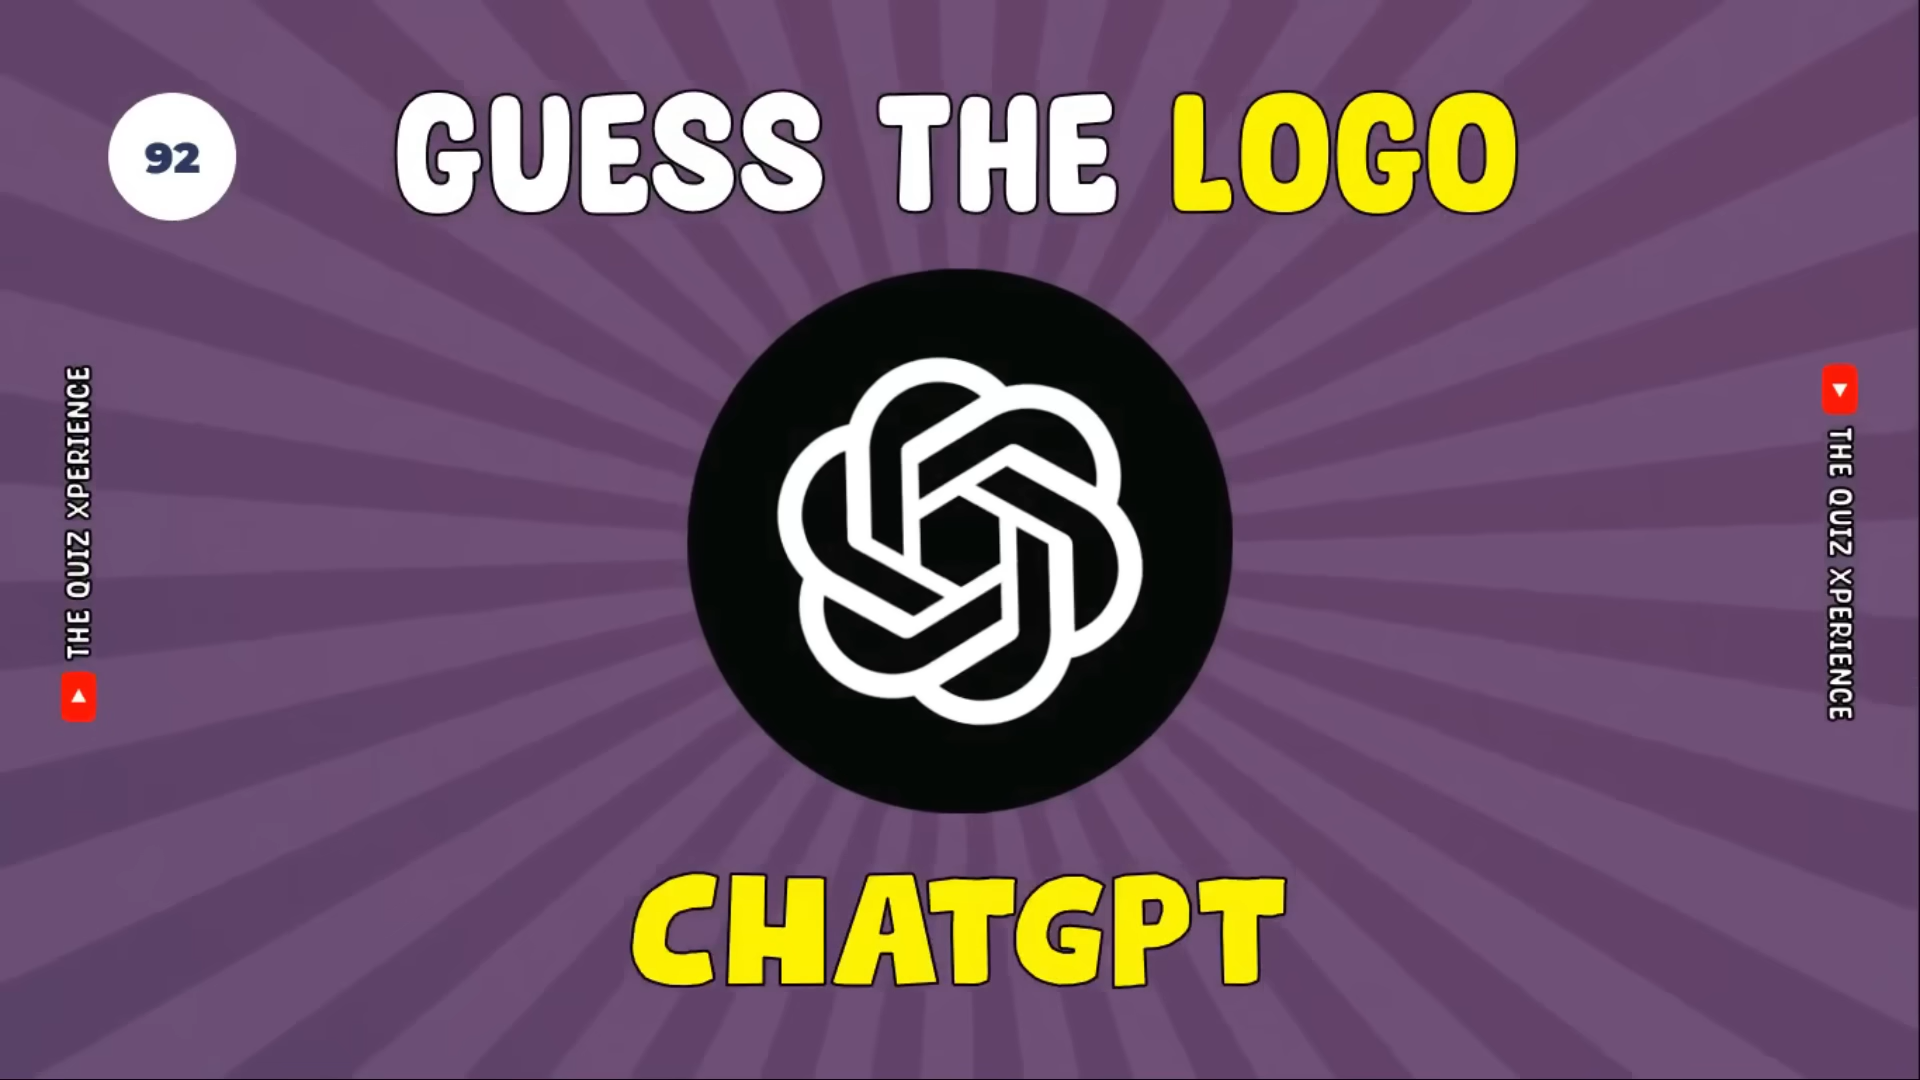 92
GUESS THE LOGO
THE QUIZ XPERIENCE
THE QUIZ XPERIENCE
CHATGPT